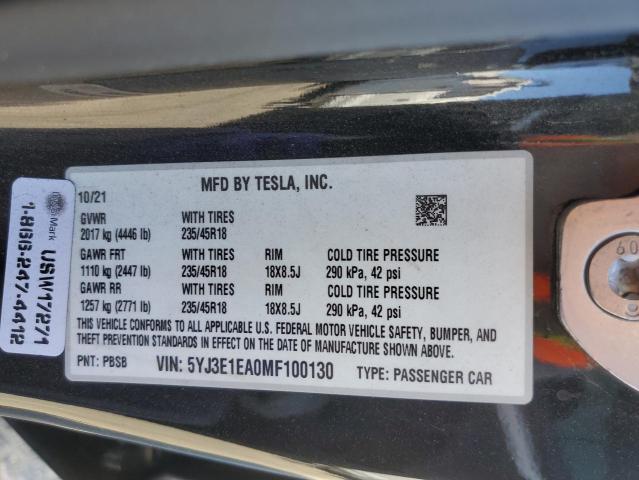 MFD BY TESLA, INC.
10/21
GVWR WITH TIRES
2017 kg (4446 lb) 235/45R18
GAWR FRT WITH TIRES RIM COLD TIRE PRESSURE
1110 kg (2447 lb) 235/45R18 18X8.5J 290 kPa, 42 psi
GAWR RR WITH TIRES RIM COLD TIRE PRESSURE
1257 kg (2771 lb) 235/45R18 18X8.5J 290 kPa, 42 psi
THIS VEHICLE CONFORMS TO ALL APPLICABLE U.S. FEDERAL MOTOR VEHICLE SAFETY, BUMPER, AND
THEFT PREVENTION STANDARDS IN EFFECT ON THE DATE OF MANUFACTURE SHOWN ABOVE.
PNT: PBSB VIN: 5YJ3E1EA0MF100130 TYPE: PASSENGER CAR
Mark
USW17271
1-866-247-4412
60